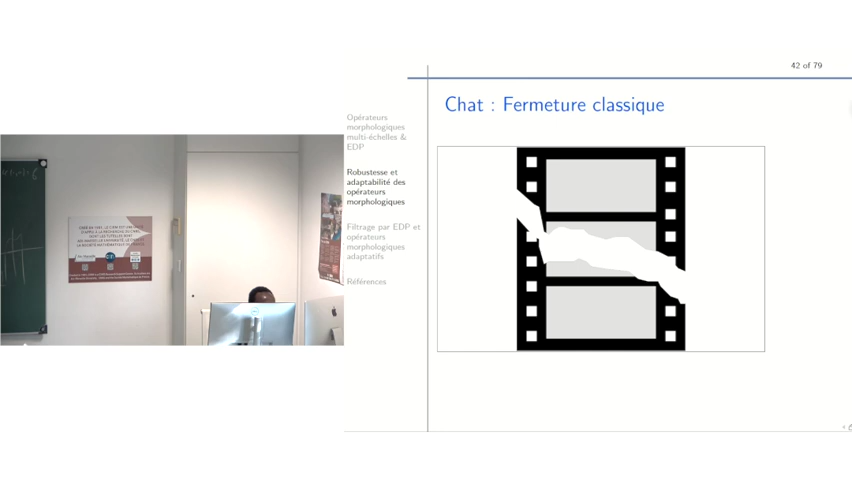 42 of 79
Chat : Fermeture classique
Opérateurs
morphologiques
multi-échelles &
EDP
Robustesse et
adaptabilité des
opérateurs
morphologiques
Filtrage par EDP et
opérateurs
morphologiques
adaptatifs
Références